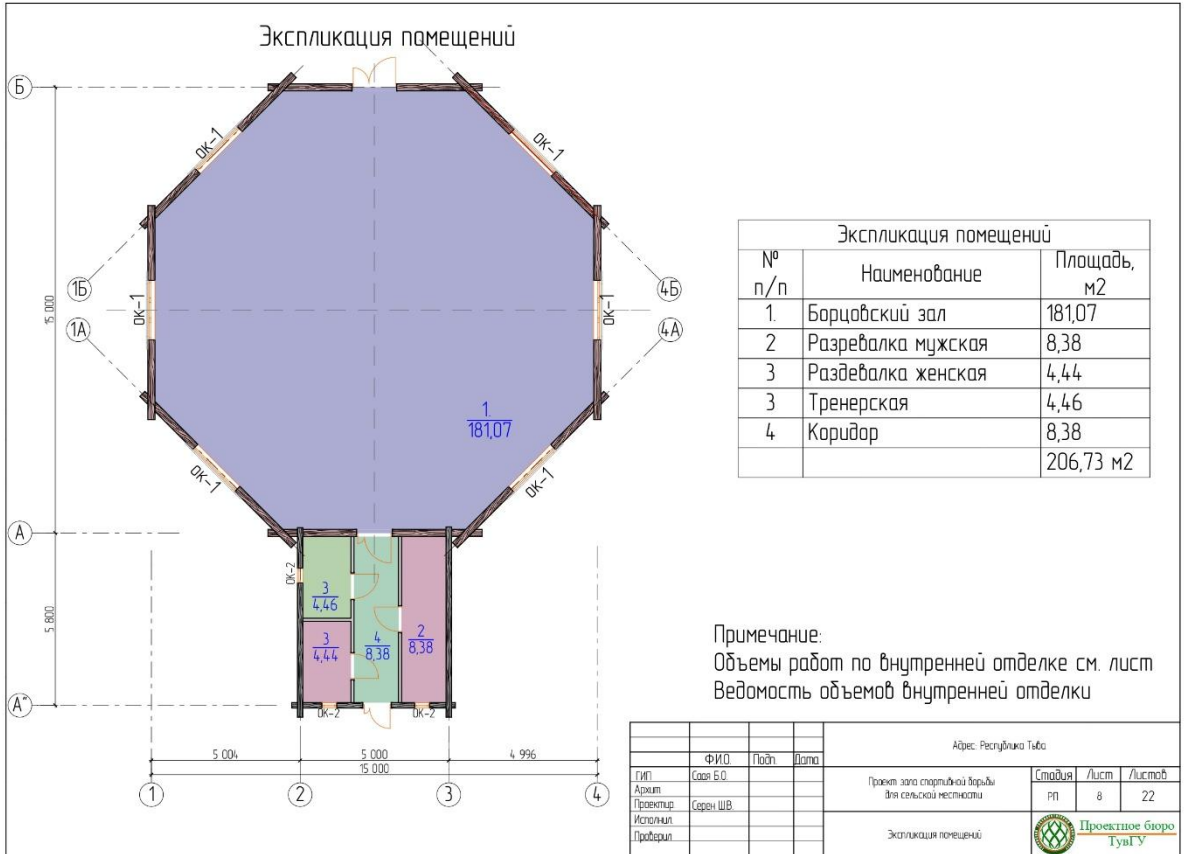 Экспликация помещений
Б
ОК-1
ОК-1
1Б
4Б
15 000
ОК-1
ОК-1
1А
4А
1.
181,07
ОК-1
ОК-1
А
ОК-2
3
4,46
5 800
3
4,44
4
8,38
2
8,38
А"
ОК-2
ОК-2
5 004
5 000
4 996
15 000
1
2
3
4
Экспликация помещений
№ п/п Наименование Площадь, м2
1. Борцовский зал 181,07
2 Разревалка мужская 8,38
3 Раздевалка женская 4,44
3 Тренерская 4,46
4 Коридор 8,38
206,73 м2
Примечание:
Объемы работ по внутренней отделке см. лист
Ведомость объемов внутренней отделки
Адрес: Республика Тыва
Ф.И.О. Подп. Дата
ГИП Саая Б.О.
Архит
Проектир Серен Ш.В.
Исполнил
Проверил
Проект зала спортивной борьбы
для сельской местности
Стадия Лист Листов
РП 8 22
Экспликация помещений
Проектное бюро
ТувГУ